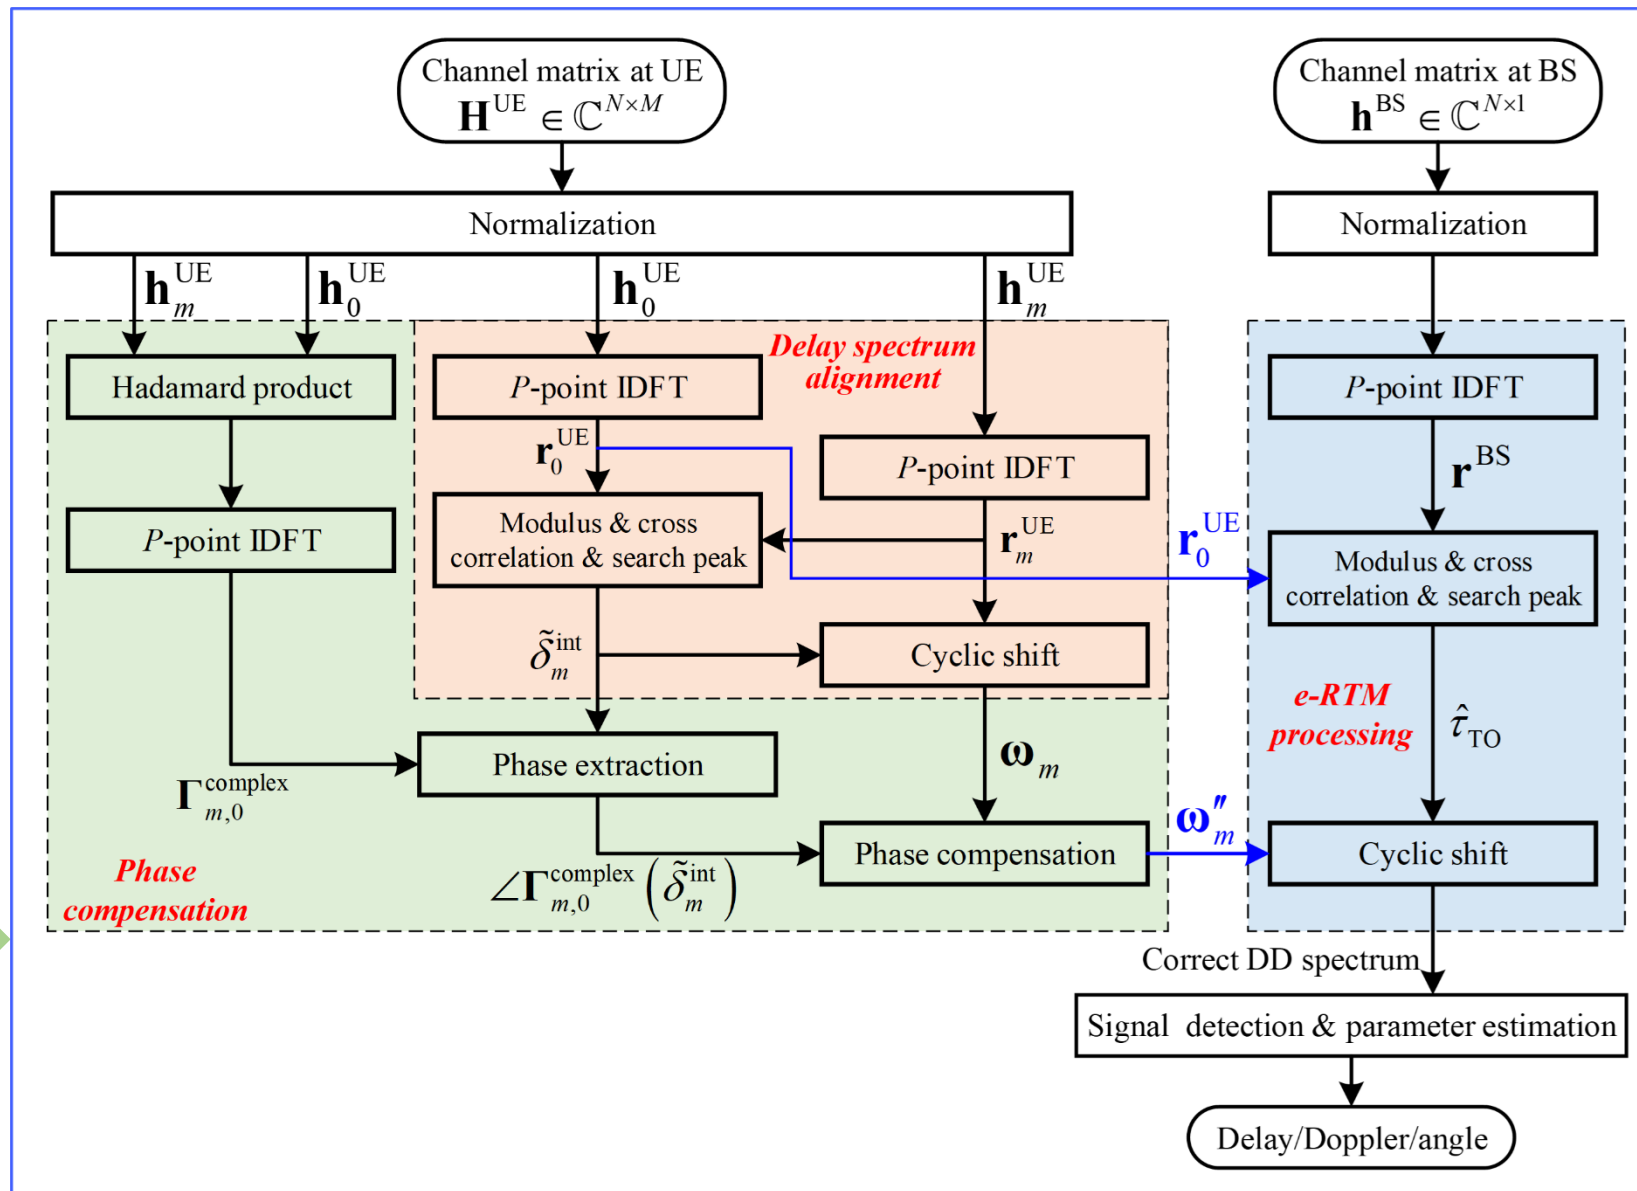 Channel matrix at UE
𝐇^UE ∈ ℂ^{N×M}
Channel matrix at BS
𝐡^BS ∈ ℂ^{N×1}
Normalization
Normalization
𝐡_m^UE
𝐡_0^UE
𝐡_0^UE
𝐡_m^UE
Hadamard product
P-point IDFT
Delay spectrum
alignment
P-point IDFT
𝐫_0^UE
P-point IDFT
𝐫^BS
P-point IDFT
Modulus & cross
correlation & search peak
𝐫_m^UE
𝐫_0^UE
Modulus & cross
correlation & search peak
δ̃_m^int
Cyclic shift
e-RTM
processing
τ̂_TO
Phase extraction
𝛚_m
𝚪_{m,0}^complex
𝛚″_m
Phase compensation
Cyclic shift
Phase
compensation
∠𝚪_{m,0}^complex (δ̃_m^int)
Correct DD spectrum
Signal detection & parameter estimation
Delay/Doppler/angle